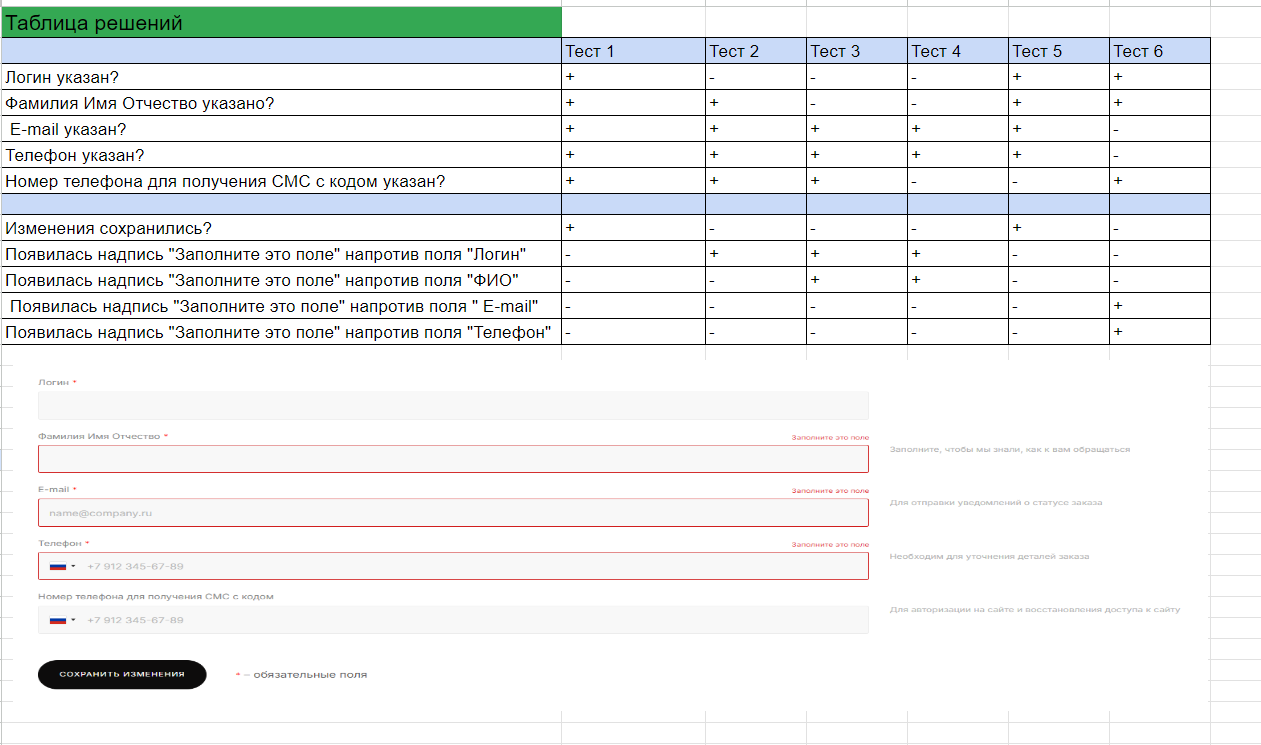 Таблица решений
Тест 1 Тест 2 Тест 3 Тест 4 Тест 5 Тест 6
Логин указан? + - - - + +
Фамилия Имя Отчество указано? + + - - + +
E-mail указан? + + + + + -
Телефон указан? + + + + + -
Номер телефона для получения СМС с кодом указан? + + + - - +
Изменения сохранились? + - - - + -
Появилась надпись "Заполните это поле" напротив поля "Логин" - + + + - -
Появилась надпись "Заполните это поле" напротив поля "ФИО" - - + + - -
Появилась надпись "Заполните это поле" напротив поля " E-mail" - - - - - +
Появилась надпись "Заполните это поле" напротив поля "Телефон" - - - - - +
Логин *
Фамилия Имя Отчество * Заполните это поле
Заполните, чтобы мы знали, как к вам обращаться
E-mail * Заполните это поле
name@company.ru Для отправки уведомлений о статусе заказа
Телефон * Заполните это поле
+7 912 345-67-89 Необходим для уточнения деталей заказа
Номер телефона для получения СМС с кодом
+7 912 345-67-89 Для авторизации на сайте и восстановления доступа к сайту
СОХРАНИТЬ ИЗМЕНЕНИЯ * – обязательные поля